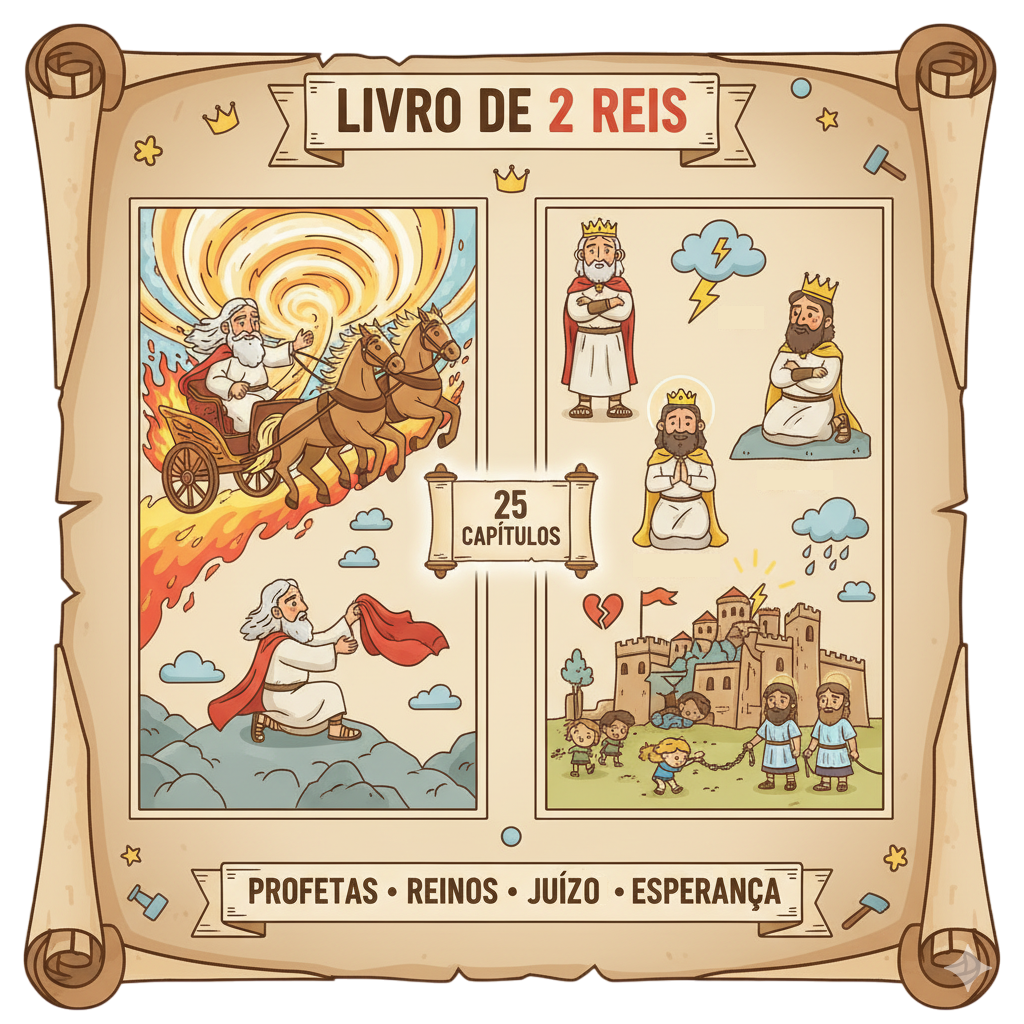 LIVRO DE 2 REIS
25
CAPÍTULOS
PROFETAS • REINOS • JUÍZO • ESPERANÇA